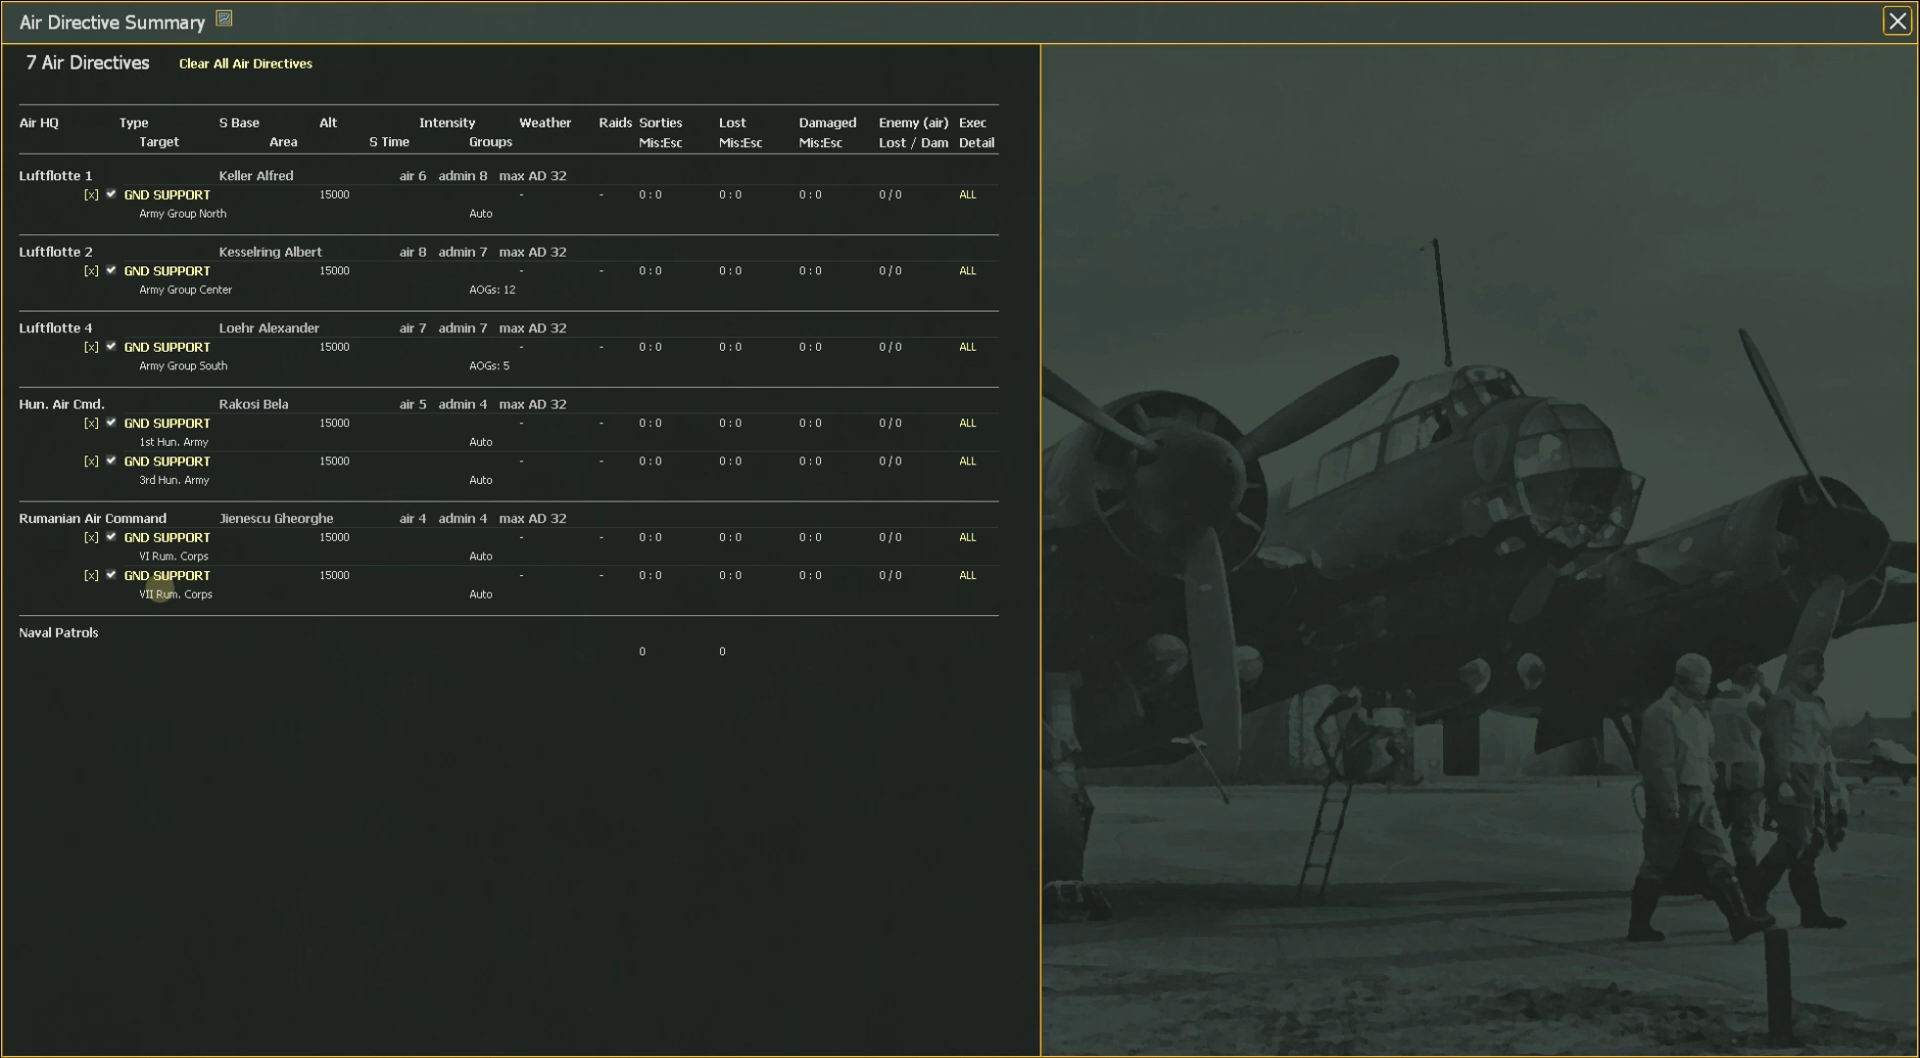 Air Directive Summary
7 Air Directives Clear All Air Directives
Air HQ Type S Base Alt Intensity Weather Raids Sorties Lost Damaged Enemy (air) Exec
Target Area S Time Groups Mis:Esc Mis:Esc Mis:Esc Lost / Dam Detail
Luftflotte 1 Keller Alfred air 6 admin 8 max AD 32
[x] GND SUPPORT 15000 - - 0 : 0 0 : 0 0 : 0 0 / 0 ALL
Army Group North Auto
Luftflotte 2 Kesselring Albert air 8 admin 7 max AD 32
[x] GND SUPPORT 15000 - - 0 : 0 0 : 0 0 : 0 0 / 0 ALL
Army Group Center AOGs: 12
Luftflotte 4 Loehr Alexander air 7 admin 7 max AD 32
[x] GND SUPPORT 15000 - - 0 : 0 0 : 0 0 : 0 0 / 0 ALL
Army Group South AOGs: 5
Hun. Air Cmd. Rakosi Bela air 5 admin 4 max AD 32
[x] GND SUPPORT 15000 - - 0 : 0 0 : 0 0 : 0 0 / 0 ALL
1st Hun. Army Auto
[x] GND SUPPORT 15000 - - 0 : 0 0 : 0 0 : 0 0 / 0 ALL
3rd Hun. Army Auto
Rumanian Air Command Jienescu Gheorghe air 4 admin 4 max AD 32
[x] GND SUPPORT 15000 - - 0 : 0 0 : 0 0 : 0 0 / 0 ALL
VI Rum. Corps Auto
[x] GND SUPPORT 15000 - - 0 : 0 0 : 0 0 : 0 0 / 0 ALL
VII Rum. Corps Auto
Naval Patrols
0 0